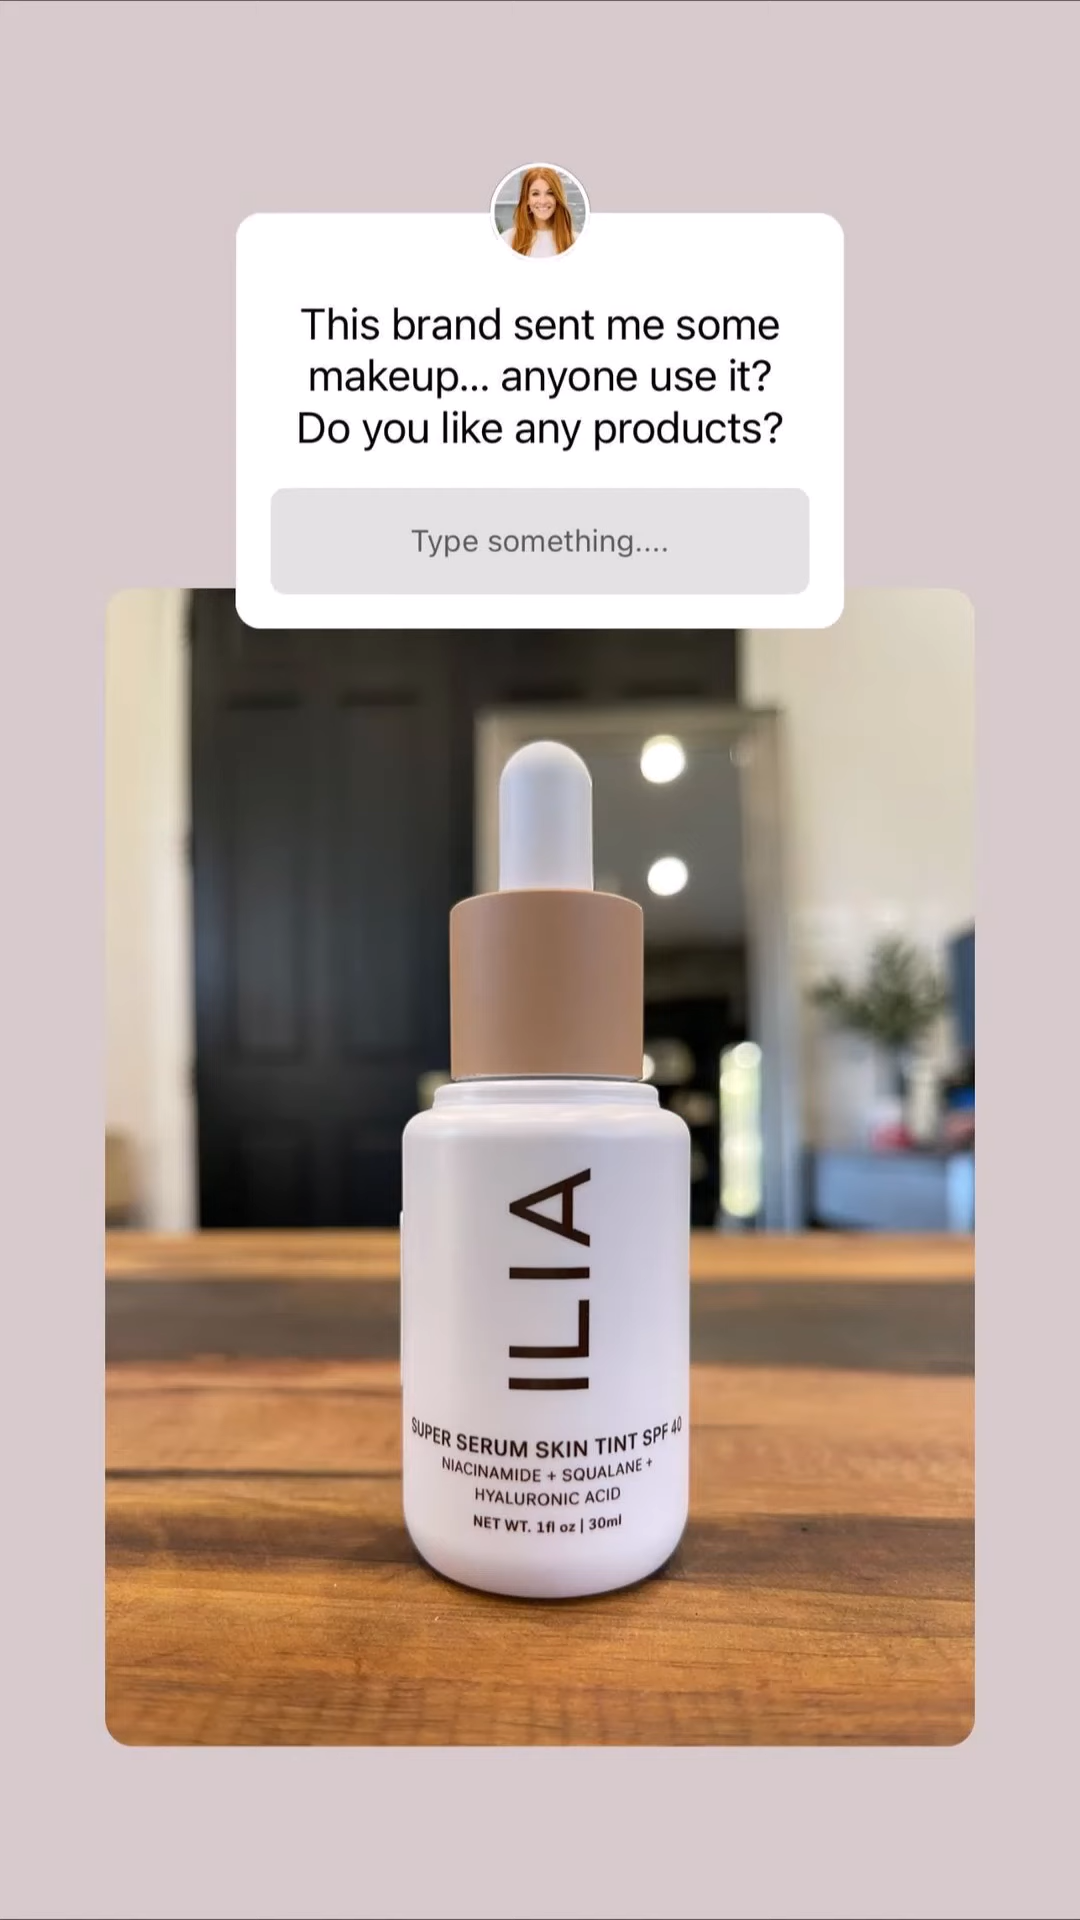 This brand sent me some
makeup... anyone use it?
Do you like any products?
Type something....
ILIA
SUPER SERUM SKIN TINT SPF 40
NIACINAMIDE + SQUALANE +
HYALURONIC ACID
NET WT. 1fl oz | 30ml